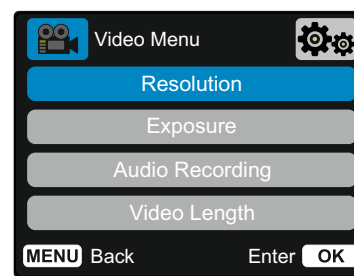 Video Menu
Resolution
Exposure
Audio Recording
Video Length
MENU Back Enter OK